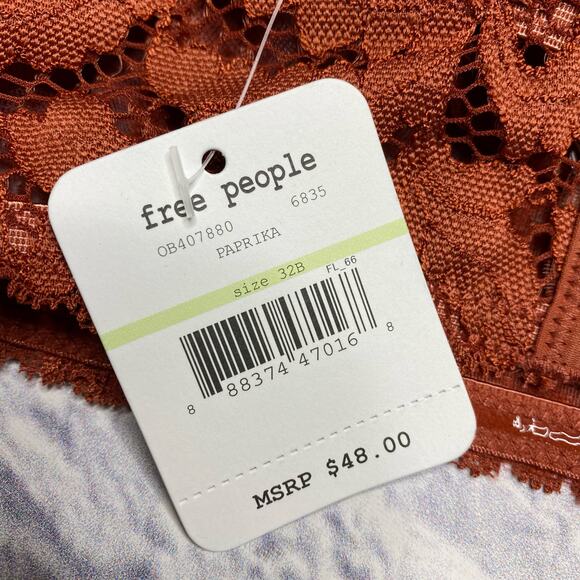 free people
OB407880 6835
PAPRIKA
size 32B FL_66
8 88374 47016 8
MSRP $48.00